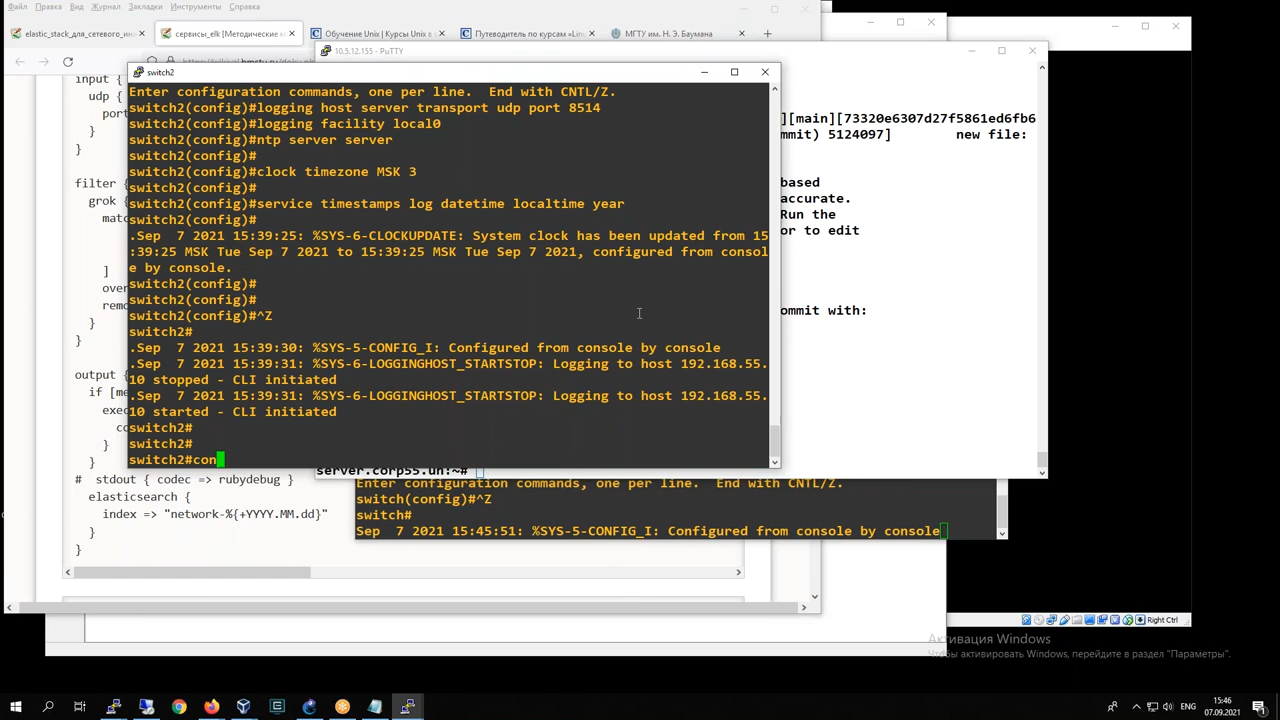 Файл Правка Вид Журнал Закладки Инструменты Справка
elastic_stack_для_сетевого_ин
сервисы_elk [Методические м
Обучение Unix | Курсы Unix в
Путеводитель по курсам «Lin
МГТУ им. Н. Э. Баумана
10.5.12.155 - PuTTY
switch2
Enter configuration commands, one per line.  End with CNTL/Z.
switch2(config)#logging host server transport udp port 8514
switch2(config)#logging facility local0
switch2(config)#ntp server server
switch2(config)#
switch2(config)#clock timezone MSK 3
switch2(config)#
switch2(config)#service timestamps log datetime localtime year
switch2(config)#
.Sep  7 2021 15:39:25: %SYS-6-CLOCKUPDATE: System clock has been updated from 15
:39:25 MSK Tue Sep 7 2021 to 15:39:25 MSK Tue Sep 7 2021, configured from consol
e by console.
switch2(config)#
switch2(config)#
switch2(config)#^Z
switch2#
.Sep  7 2021 15:39:30: %SYS-5-CONFIG_I: Configured from console by console
.Sep  7 2021 15:39:31: %SYS-6-LOGGINGHOST_STARTSTOP: Logging to host 192.168.55.
10 stopped - CLI initiated
.Sep  7 2021 15:39:31: %SYS-6-LOGGINGHOST_STARTSTOP: Logging to host 192.168.55.
10 started - CLI initiated
switch2#
switch2#
switch2#con
][main][73320e6307d27f5861ed6fb6
mmit) 5124097]        new file:
based
accurate.
Run the
or to edit
ommit with:
server.corp55.un:~#
input {
udp {
port
}
}
filter {
grok
matc
]
over
remo
}
}
output {
if [me
exec
co
}
}
#  stdout { codec => rubydebug }
elasticsearch {
index => "network-%{+YYYY.MM.dd}"
}
}
Enter configuration commands, one per line.  End with CNTL/Z.
switch(config)#^Z
switch#
Sep  7 2021 15:45:51: %SYS-5-CONFIG_I: Configured from console by console
Right Ctrl
Активация Windows
Чтобы активировать Windows, перейдите в раздел "Параметры".
ENG
15:46
07.09.2021